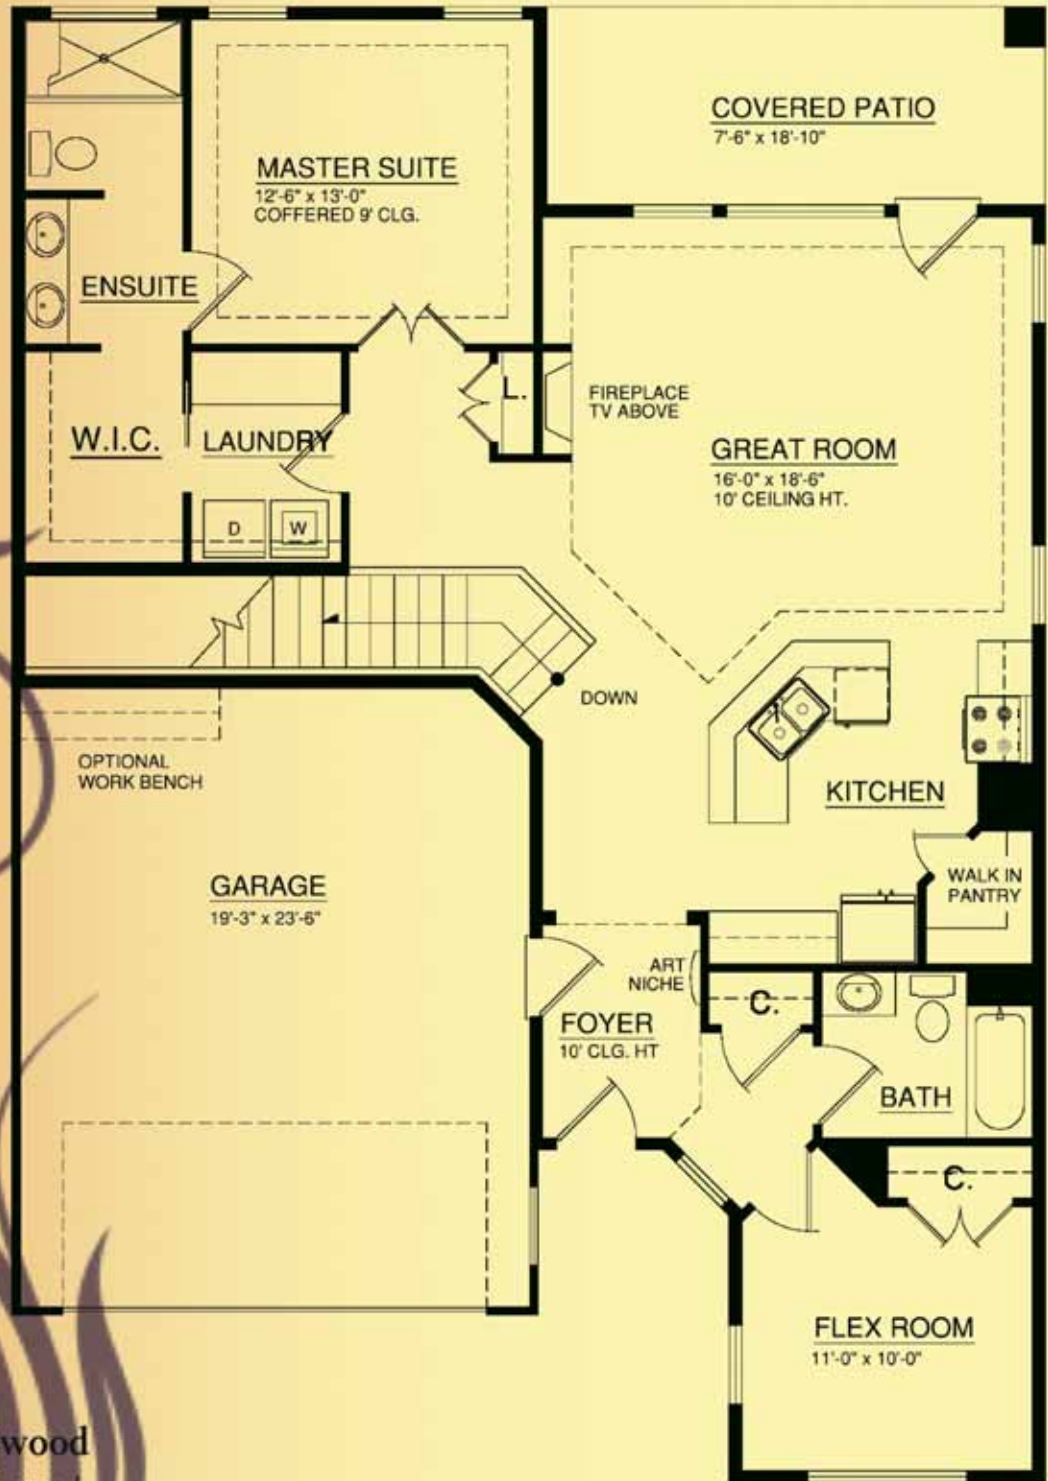 COVERED PATIO
7'-6" x 18'-10"
MASTER SUITE
12'-6" x 13'-0"
COFFERED 9' CLG.
ENSUITE
W.I.C.
LAUNDRY
D
W
L.
FIREPLACE
TV ABOVE
GREAT ROOM
16'-0" x 18'-6"
10' CEILING HT.
DOWN
OPTIONAL
WORK BENCH
KITCHEN
WALK IN
PANTRY
GARAGE
19'-3" x 23'-6"
ART
NICHE
C.
FOYER
10' CLG. HT
BATH
C.
FLEX ROOM
11'-0" x 10'-0"
wood